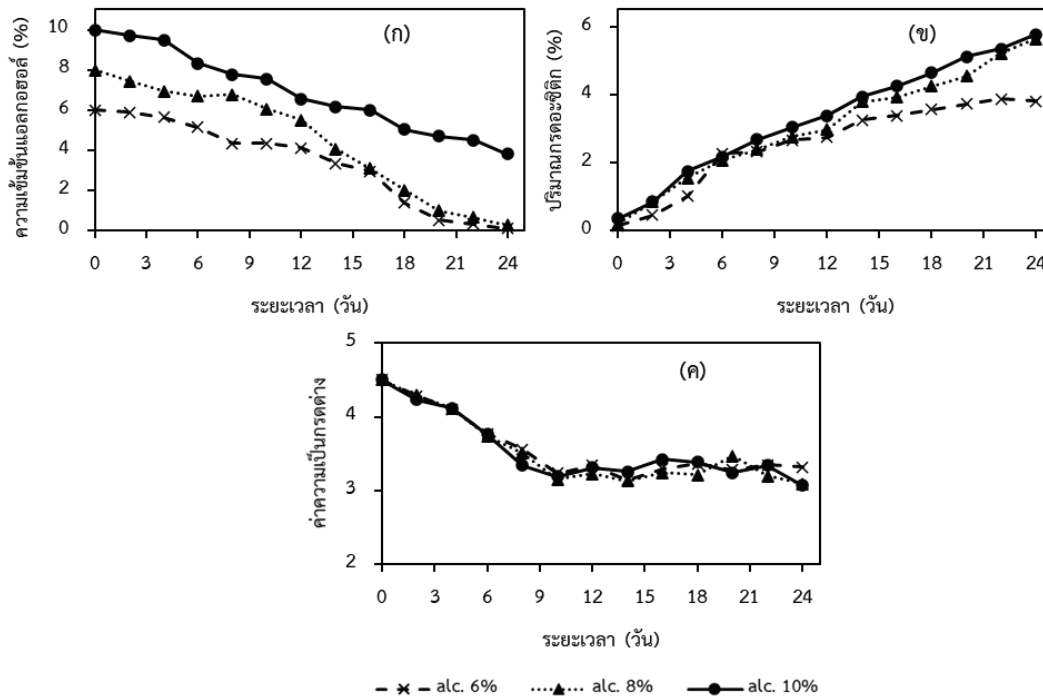 (ก)
ความเข้มข้นแอลกอฮอล์ (%)
10
8
6
4
2
0
0 3 6 9 12 15 18 21 24
ระยะเวลา (วัน)
(ข)
ปริมาณกรดอะซิติก (%)
6
4
2
0
0 3 6 9 12 15 18 21 24
ระยะเวลา (วัน)
(ค)
ค่าความเป็นกรดด่าง
5
4
3
2
0 3 6 9 12 15 18 21 24
ระยะเวลา (วัน)
alc. 6% alc. 8% alc. 10%